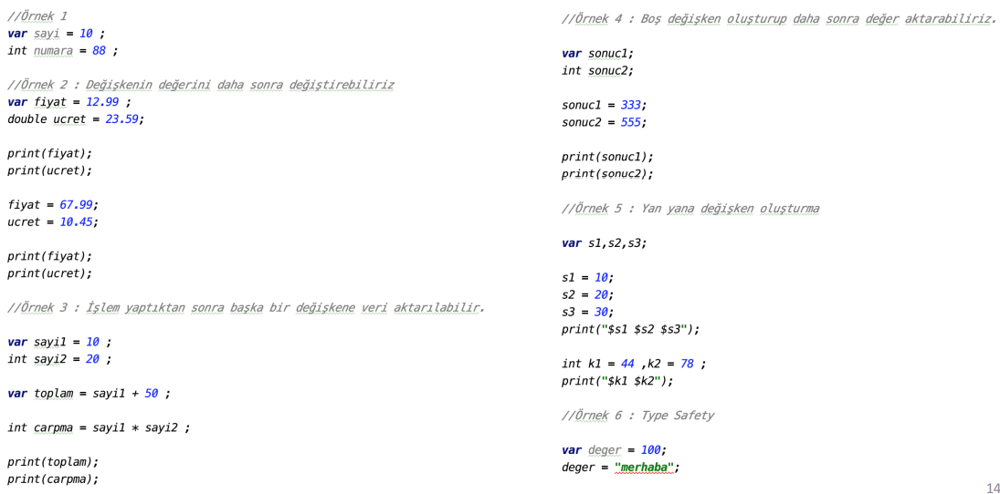 //Örnek 1
var sayi = 10 ;
int numara = 88 ;
//Örnek 2 : Değişkenin değerini daha sonra değiştirebiliriz
var fiyat = 12.99 ;
double ucret = 23.59;
print(fiyat);
print(ucret);
fiyat = 67.99;
ucret = 10.45;
print(fiyat);
print(ucret);
//Örnek 3 : İşlem yaptıktan sonra başka bir değişkene veri aktarılabilir.
var sayi1 = 10 ;
int sayi2 = 20 ;
var toplam = sayi1 + 50 ;
int carpma = sayi1 * sayi2 ;
print(toplam);
print(carpma);
//Örnek 4 : Boş değişken oluşturup daha sonra değer aktarabiliriz.
var sonuc1;
int sonuc2;
sonuc1 = 333;
sonuc2 = 555;
print(sonuc1);
print(sonuc2);
//Örnek 5 : Yan yana değişken oluşturma
var s1,s2,s3;
s1 = 10;
s2 = 20;
s3 = 30;
print("$s1 $s2 $s3");
int k1 = 44 ,k2 = 78 ;
print("$k1 $k2");
//Örnek 6 : Type Safety
var deger = 100;
deger = "merhaba";
14